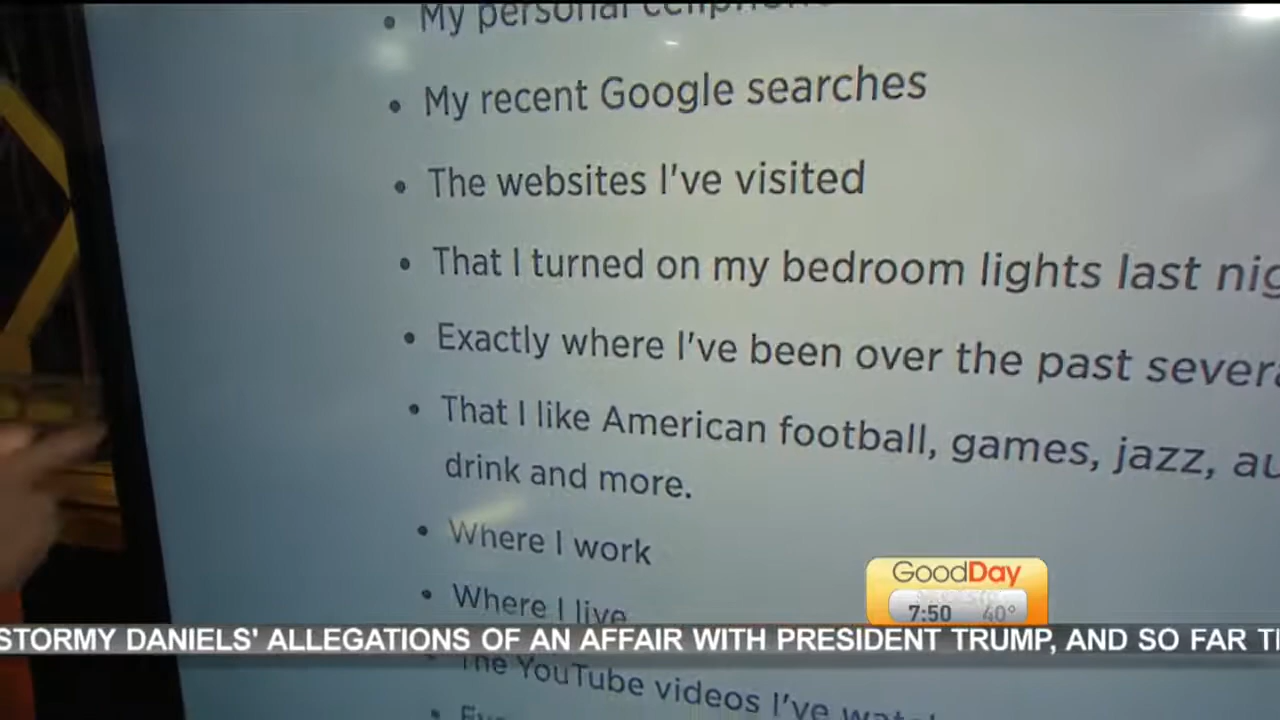 My personal
My recent Google searches
The websites I've visited
That I turned on my bedroom lights last
Exactly where I've been over the past
That I like American football, games, jazz,
drink and more.
Where I work
Where I live
GoodDay
7:50 40°
STORMY DANIELS' ALLEGATIONS OF AN AFFAIR WITH PRESIDENT TRUMP, AND SO FAR
The YouTube videos I've